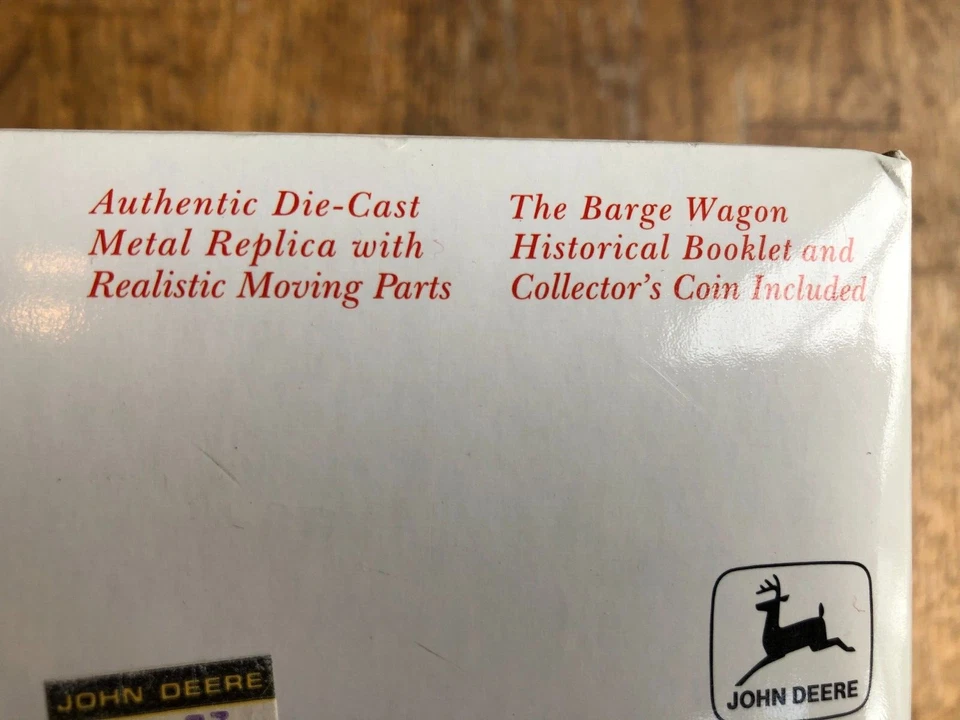 Authentic Die-Cast
Metal Replica with
Realistic Moving Parts
The Barge Wagon
Historical Booklet and
Collector's Coin Included
JOHN DEERE
JOHN DEERE